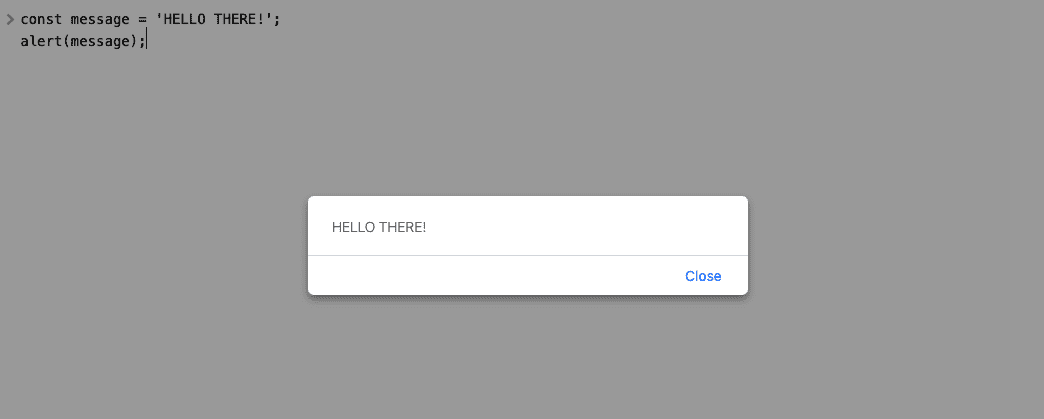 const message = 'HELLO THERE!';
alert(message);
HELLO THERE!
Close